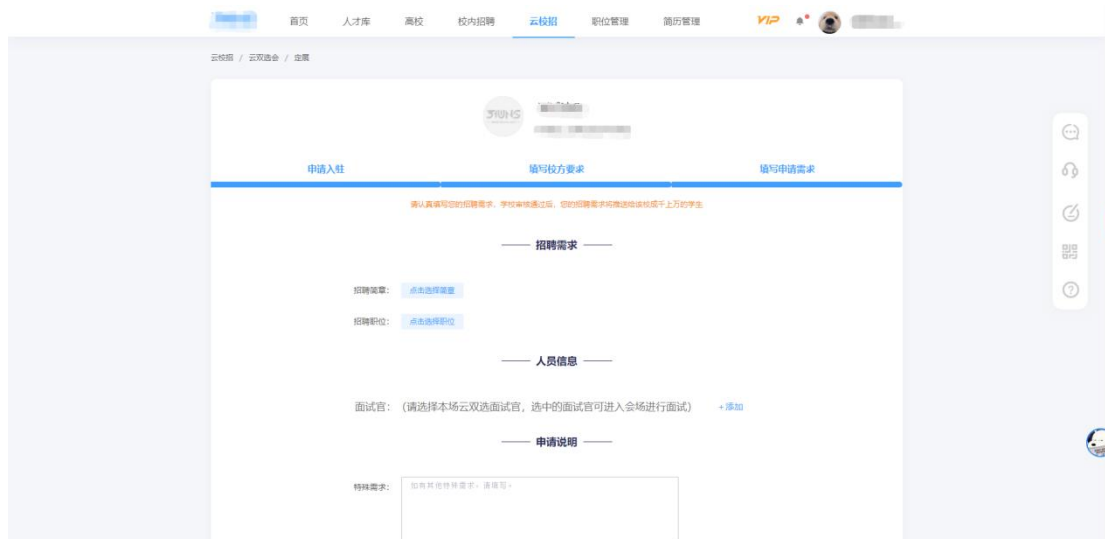 首页 人才库 高校 校内招聘 云校招 职位管理 简历管理 VIP
云校招 / 云双选会 / 定展
申请入驻 填写校方要求 填写申请需求
请认真填写您的招聘需求，学校审核通过后，您的招聘需求将推送给该校成千上万的学生
招聘需求
招聘简章： 点击选择简章
招聘职位： 点击选择职位
人员信息
面试官：（请选择本场云双选面试官，选中的面试官可进入会场进行面试） +添加
申请说明
特殊需求： 如有其他特殊需求，请填写。